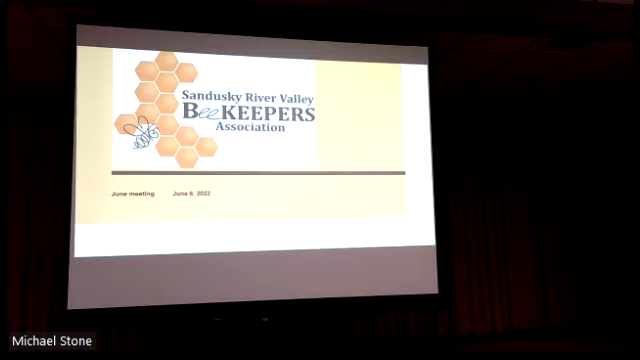 Sandusky River Valley
BeeKEEPERS
Association
June meeting June 6, 2022
Michael Stone